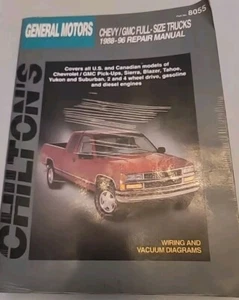 8055
GENERAL MOTORS
CHEVY/GMC FULL-SIZE TRUCKS
1988-96 REPAIR MANUAL
Covers all U.S. and Canadian models of
Chevrolet/GMC Pick-Ups, Sierra, Blazer, Tahoe,
Yukon and Suburban, 2 and 4 wheel drive, gasoline
and diesel engines
CHILTON'S
WIRING AND
VACUUM DIAGRAMS